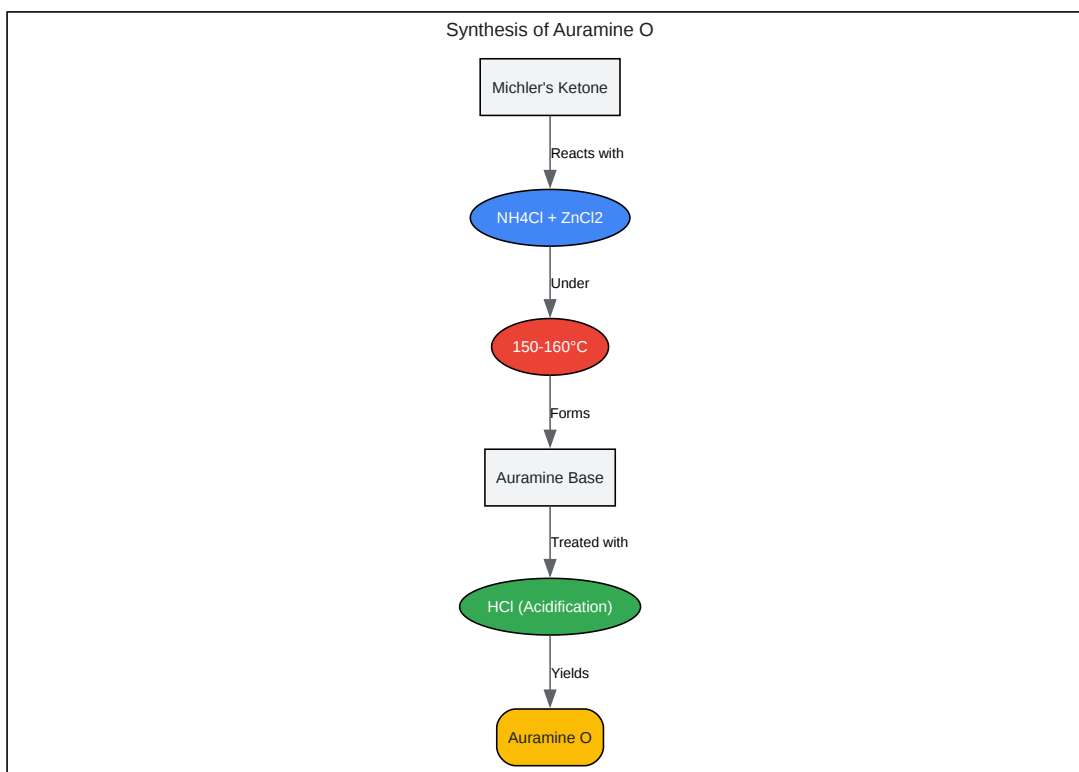 Synthesis of Auramine O
Michler's Ketone
Reacts with
NH4Cl + ZnCl2
Under
150-160°C
Forms
Auramine Base
Treated with
HCl (Acidification)
Yields
Auramine O